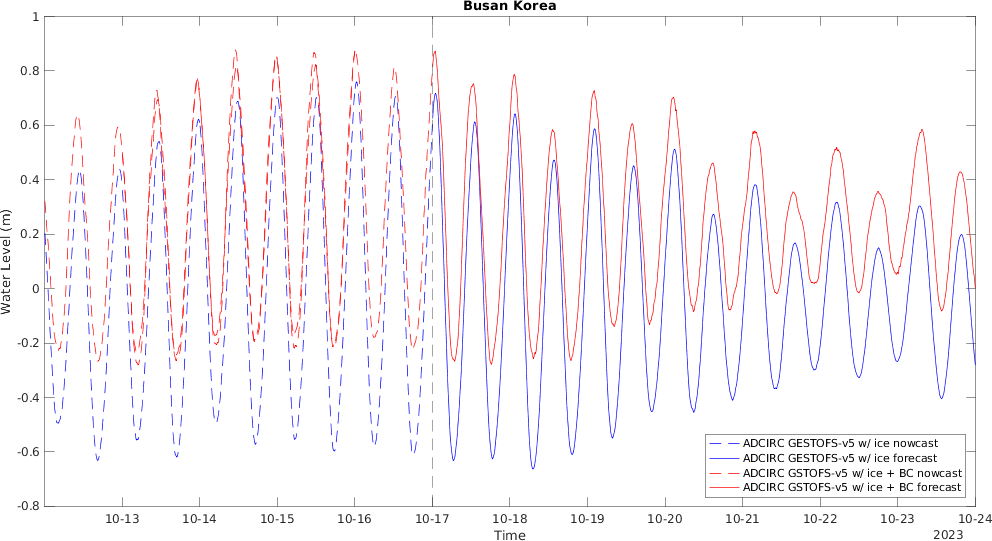 Busan Korea
Water Level (m)
1
0.8
0.6
0.4
0.2
0
-0.2
-0.4
-0.6
-0.8
10-13 10-14 10-15 10-16 10-17 10-18 10-19 10-20 10-21 10-22 10-23 10-24
Time
2023
ADCIRC GESTOFS-v5 w/ ice nowcast
ADCIRC GESTOFS-v5 w/ ice forecast
ADCIRC GSTOFS-v5 w/ ice + BC nowcast
ADCIRC GSTOFS-v5 w/ ice + BC forecast